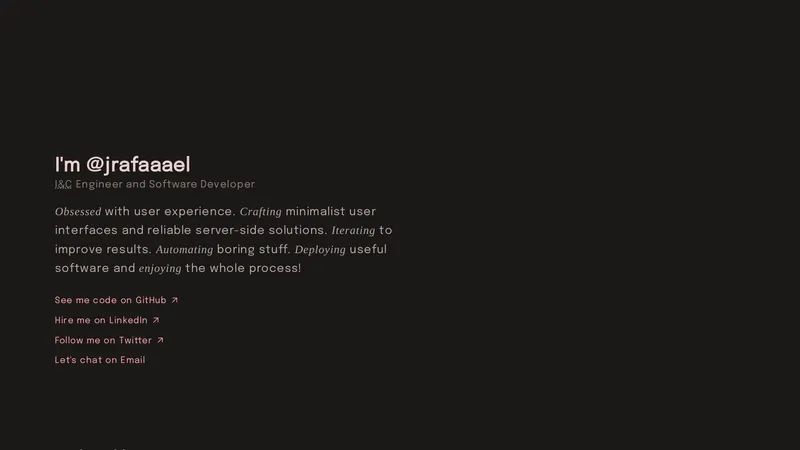 I'm @jrafaaael
I&C Engineer and Software Developer
Obsessed with user experience. Crafting minimalist user
interfaces and reliable server-side solutions. Iterating to
improve results. Automating boring stuff. Deploying useful
software and enjoying the whole process!
See me code on GitHub ↗
Hire me on LinkedIn ↗
Follow me on Twitter ↗
Let's chat on Email